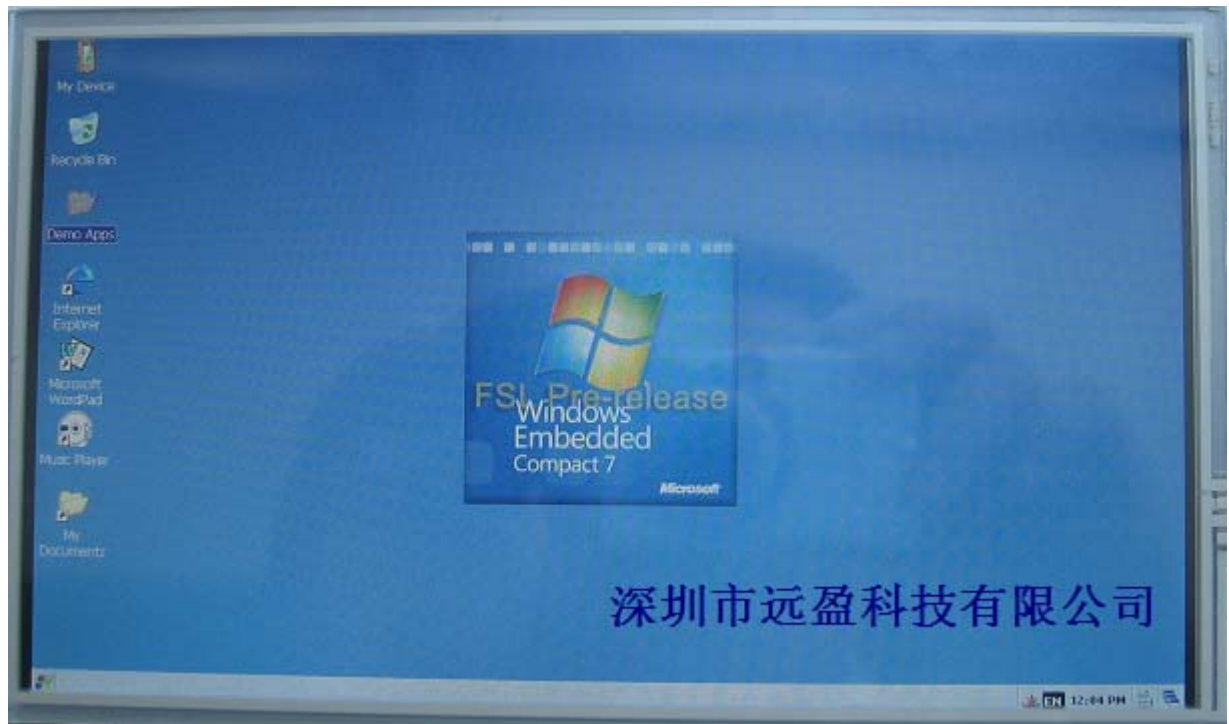 My Device
Recycle Bin
Demo Apps
Internet
Explorer
Microsoft
WordPad
Music Player
My
Documents
FSL Pre-release
Windows
Embedded
Compact 7
Microsoft
深圳市远盈科技有限公司
EN 12:04 PM